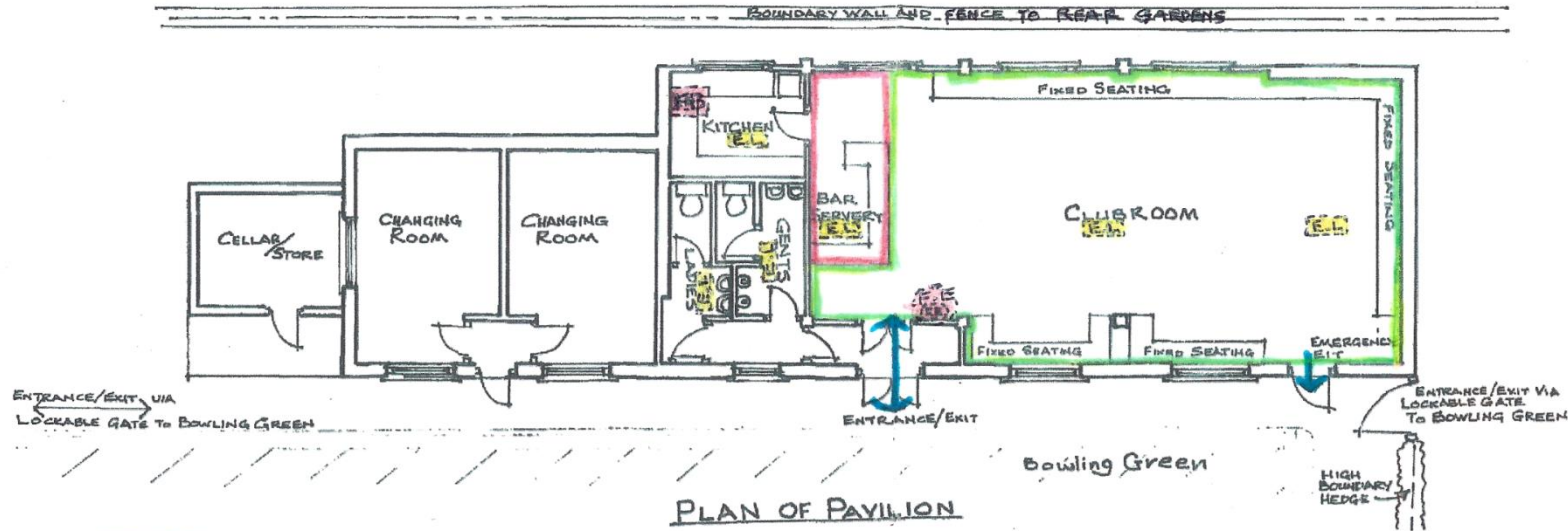 BOUNDARY WALL AND FENCE TO REAR GARDENS
FIXED SEATING
KITCHEN
E.L.
FIXED SEATING
CELLAR/
STORE
CHANGING
ROOM
CHANGING
ROOM
LADIES
E.L.
GENTS
E.L.
BAR
SERVERY
E.L.
CLUBROOM
E.L.
E.L.
FIXED SEATING
FIXED SEATING
EMERGENCY
EXIT
ENTRANCE/EXIT VIA
LOCKABLE GATE TO BOWLING GREEN
ENTRANCE/EXIT
ENTRANCE/EXIT VIA
LOCKABLE GATE
TO BOWLING GREEN
Bowling Green
HIGH
BOUNDARY
HEDGE
PLAN OF PAVILION